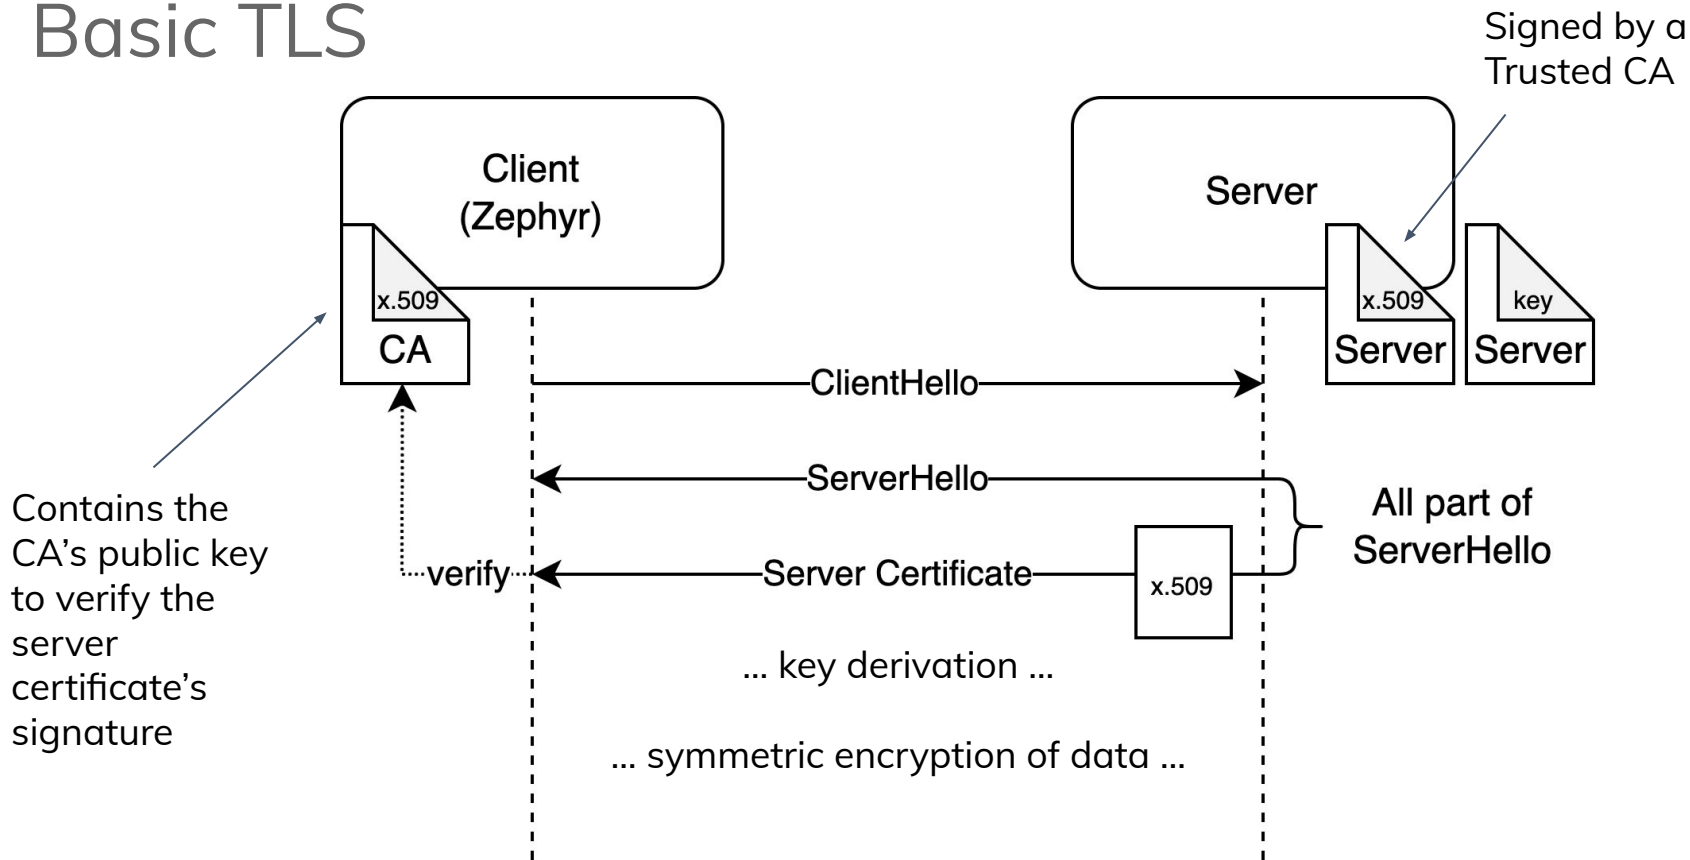 Basic TLS
Signed by a
Trusted CA
Client
(Zephyr)
Server
x.509
CA
x.509
Server
key
Server
ClientHello
ServerHello
All part of
ServerHello
Contains the
CA’s public key
to verify the
server
certificate’s
signature
verify
Server Certificate
x.509
... key derivation ...
... symmetric encryption of data ...